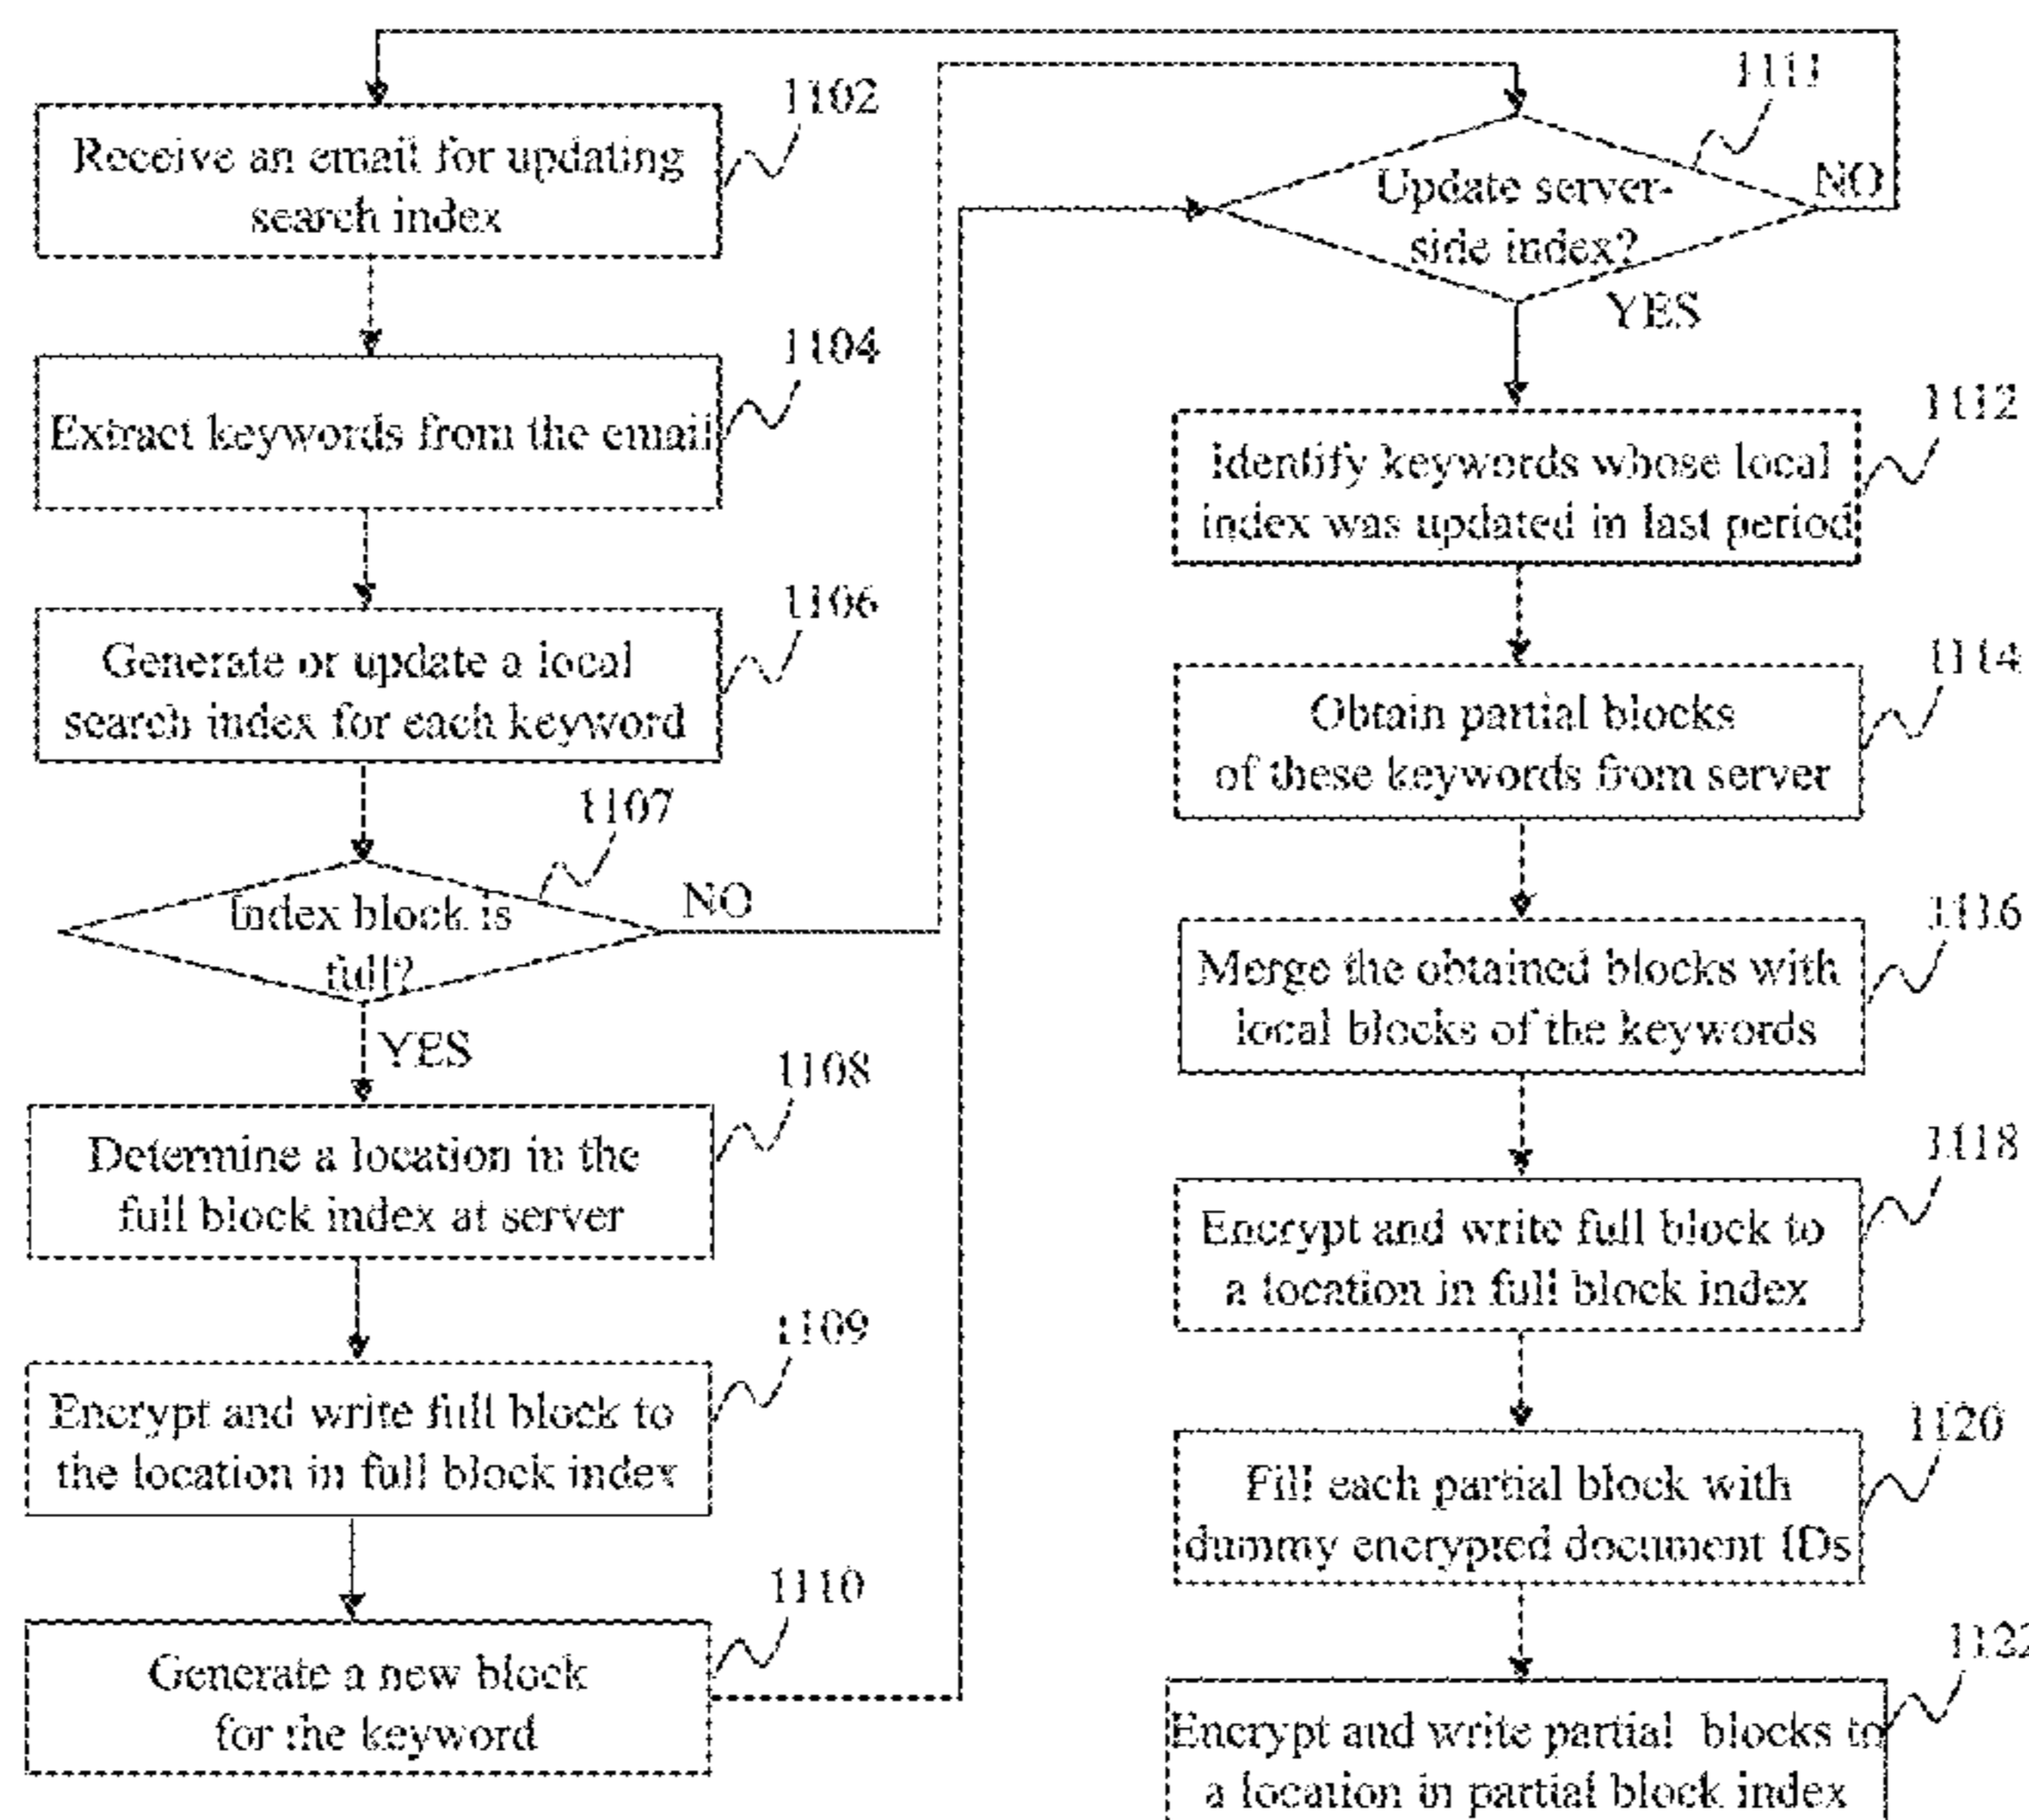 1102
Receive an email for updating
search index
1104
Extract keywords from the email
1106
Generate or update a local
search index for each keyword
1107
Index block is
full?
NO
YES
1108
Determine a location in the
full block index at server
1109
Encrypt and write full block to
the location in full block index
1110
Generate a new block
for the keyword
1111
Update server-
side index?
NO
YES
1112
Identify keywords whose local
index was updated in last period
1114
Obtain partial blocks
of these keywords from server
1116
Merge the obtained blocks with
local blocks of the keywords
1118
Encrypt and write full block to
a location in full block index
1120
Fill each partial block with
dummy encrypted document IDs
1122
Encrypt and write partial blocks to
a location in partial block index